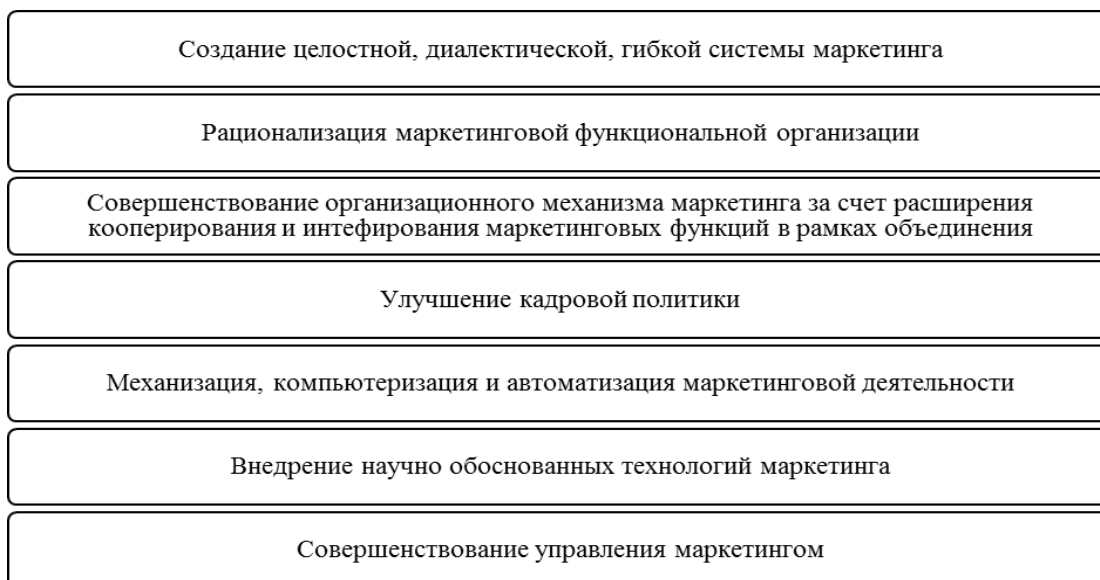 Создание целостной, диалектической, гибкой системы маркетинга
Рационализация маркетинговой функциональной организации
Совершенствование организационного механизма маркетинга за счет расширения
кооперирования и интефирования маркетинговых функций в рамках объединения
Улучшение кадровой политики
Механизация, компьютеризация и автоматизация маркетинговой деятельности
Внедрение научно обоснованных технологий маркетинга
Совершенствование управления маркетингом